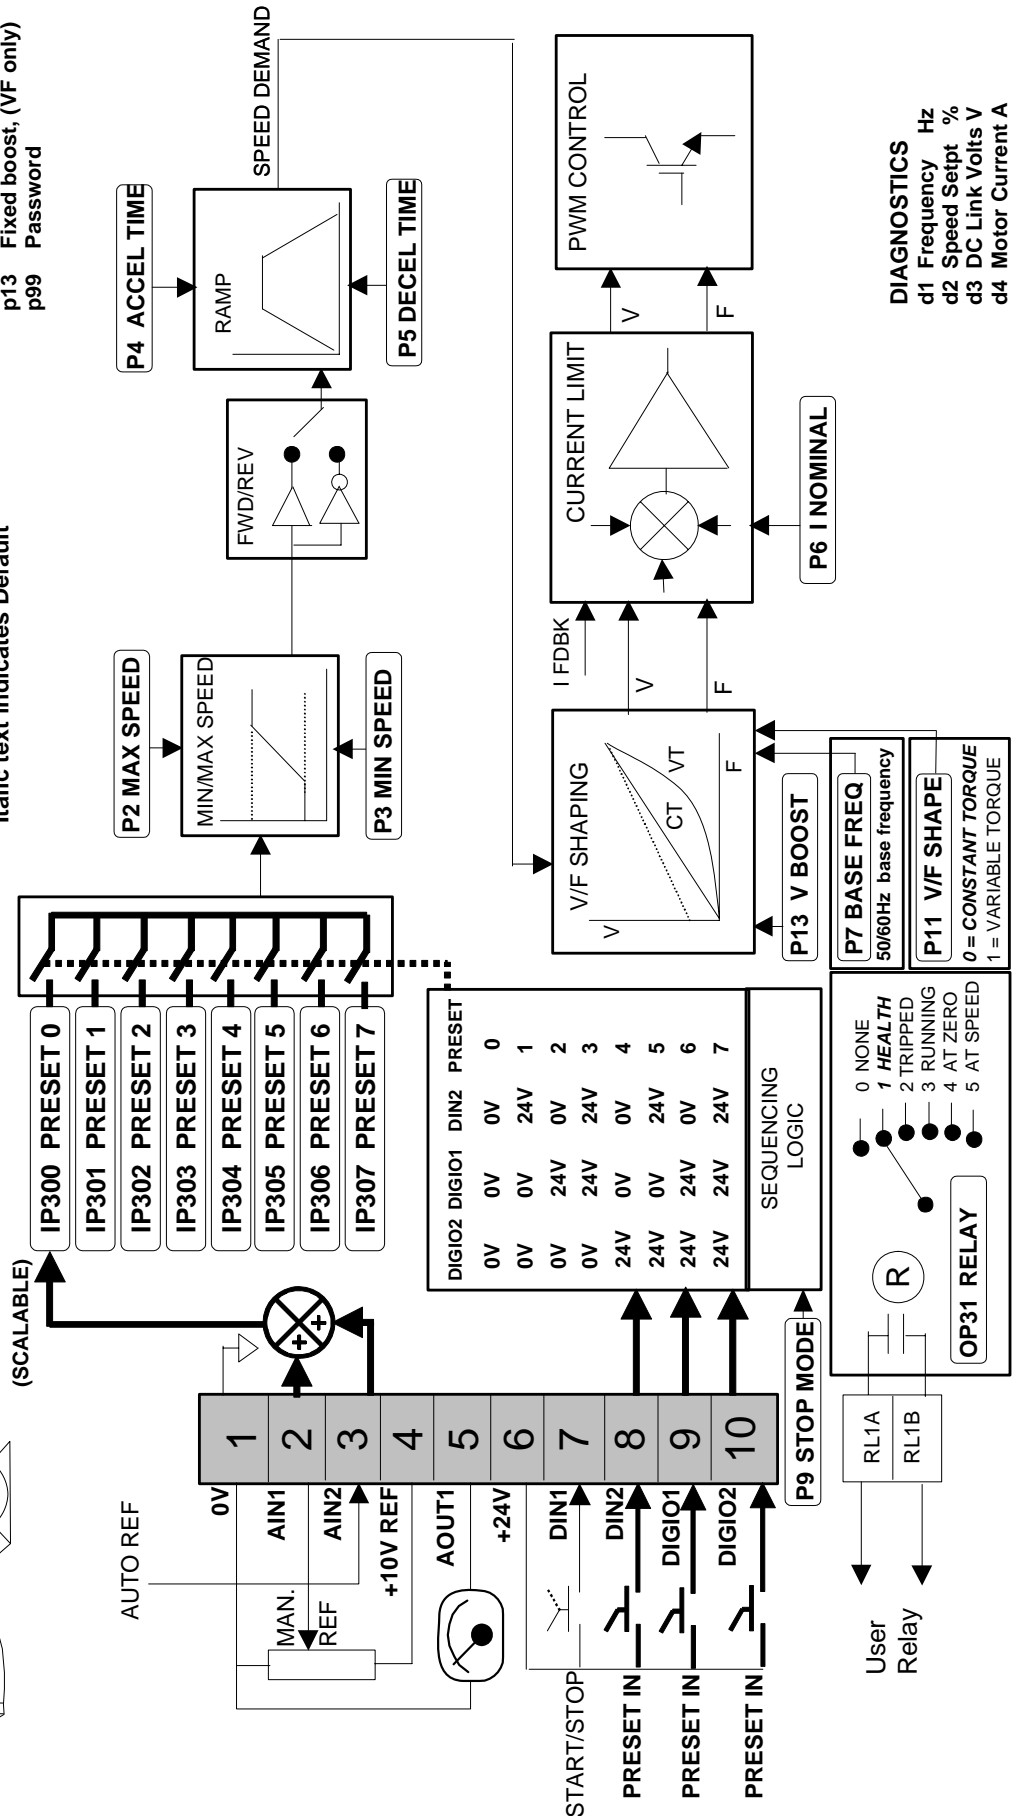 p13 Fixed boost, (VF only)
p99 Password
Italic text indicates Default
(SCALABLE)
IP300 PRESET 0
IP301 PRESET 1
IP302 PRESET 2
IP303 PRESET 3
IP304 PRESET 4
IP305 PRESET 5
IP306 PRESET 6
IP307 PRESET 7
P2 MAX SPEED
MIN/MAX SPEED
P3 MIN SPEED
FWD/REV
P4 ACCEL TIME
RAMP
P5 DECEL TIME
SPEED DEMAND
AUTO REF
MAN.
REF
0V
AIN1
AIN2
+10V REF
AOUT1
+24V
DIN1
DIN2
DIGIO1
DIGIO2
1
2
3
4
5
6
7
8
9
10
+
+
START/STOP
PRESET IN
PRESET IN
PRESET IN
DIGIO2 DIGIO1 DIN2 PRESET
0V 0V 0V 0
0V 0V 24V 1
0V 24V 0V 2
0V 24V 24V 3
24V 0V 0V 4
24V 0V 24V 5
24V 24V 0V 6
24V 24V 24V 7
SEQUENCING
LOGIC
P9 STOP MODE
V/F SHAPING
V
CT
VT
F
P13 V BOOST
P7 BASE FREQ
50/60Hz base frequency
P11 V/F SHAPE
0 = CONSTANT TORQUE
1 = VARIABLE TORQUE
I FDBK
V
F
CURRENT LIMIT
P6 I NOMINAL
V
F
PWM CONTROL
User
Relay
RL1A
RL1B
R
OP31 RELAY
0 NONE
1 HEALTH
2 TRIPPED
3 RUNNING
4 AT ZERO
5 AT SPEED
DIAGNOSTICS
d1 Frequency Hz
d2 Speed Setpt %
d3 DC Link Volts V
d4 Motor Current A